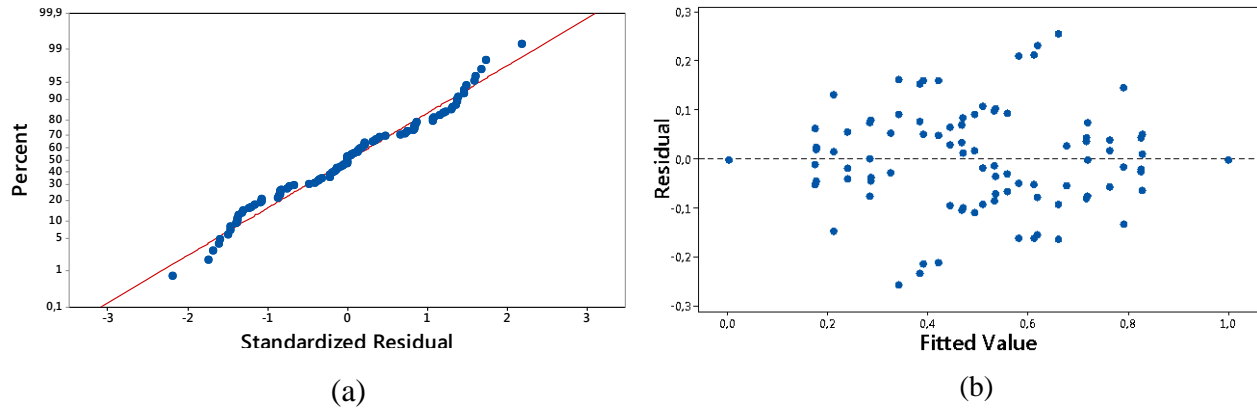 99,9
99
95
90
80
70
60
50
40
30
20
10
5
1
0,1
Percent
-3 -2 -1 0 1 2 3
Standardized Residual
(a)
0,3
0,2
0,1
0,0
-0,1
-0,2
-0,3
Residual
0,0 0,2 0,4 0,6 0,8 1,0
Fitted Value
(b)